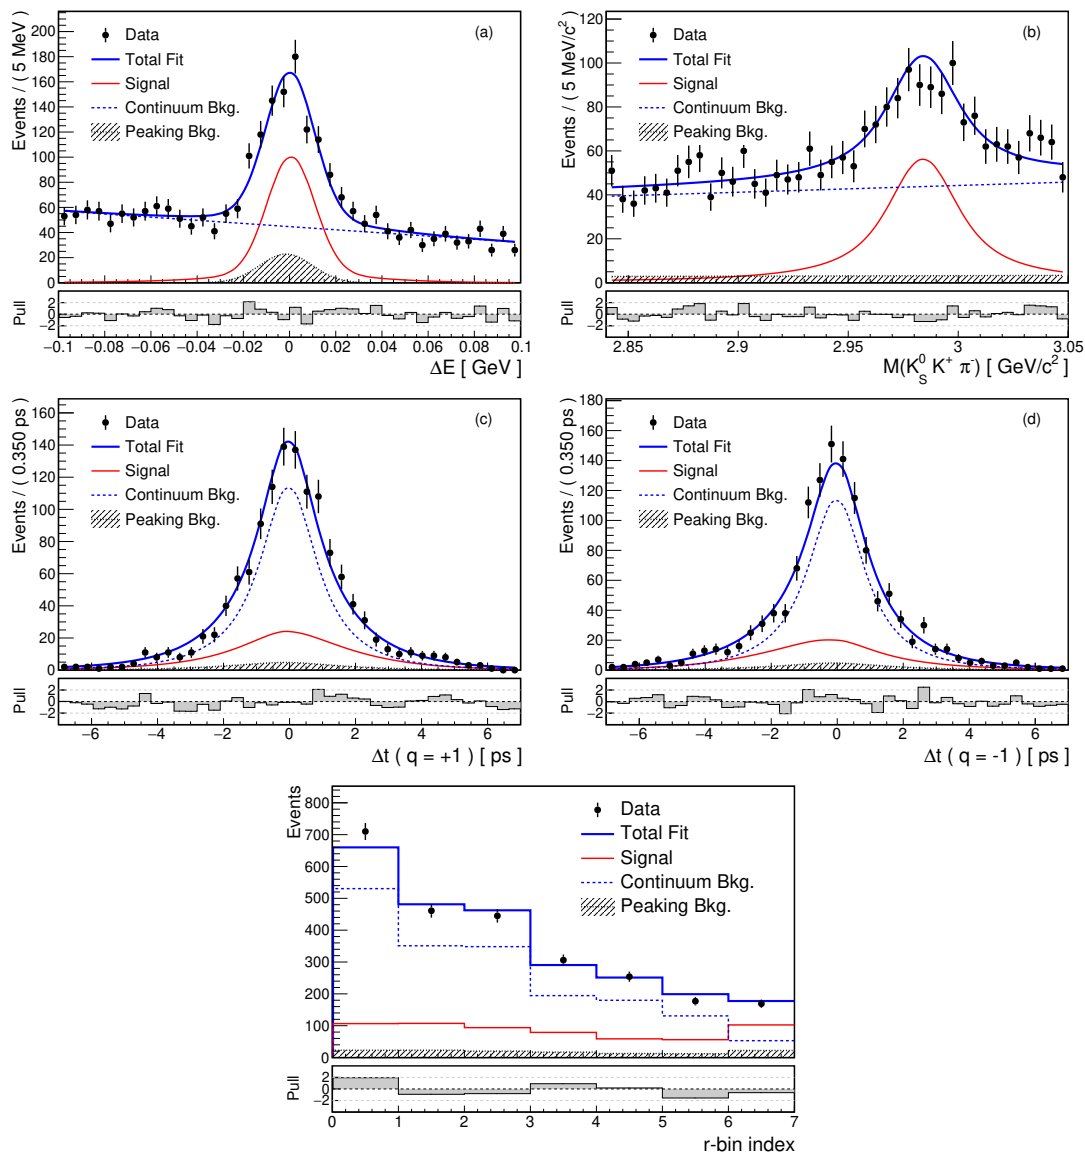 Events / ( 5 MeV)
200
180
160
140
120
100
80
60
40
20
0
Data
Total Fit
Signal
Continuum Bkg.
Peaking Bkg.
(a)
Pull
2
0
−2
−0.1 −0.08 −0.06 −0.04 −0.02 0 0.02 0.04 0.06 0.08 0.1
ΔE [ GeV ]
Events / ( 5 MeV/c²)
120
100
80
60
40
20
0
Data
Total Fit
Signal
Continuum Bkg.
Peaking Bkg.
(b)
Pull
2
0
−2
2.85 2.9 2.95 3 3.05
M(K⁰S K⁺ π⁻) [ GeV/c²]
Events / ( 0.350 ps)
160
140
120
100
80
60
40
20
0
Data
Total Fit
Signal
Continuum Bkg.
Peaking Bkg.
(c)
Pull
2
0
−2
−6 −4 −2 0 2 4 6
Δt ( q = +1) [ ps]
Events / ( 0.350 ps)
180
160
140
120
100
80
60
40
20
0
Data
Total Fit
Signal
Continuum Bkg.
Peaking Bkg.
(d)
Pull
2
0
−2
−6 −4 −2 0 2 4 6
Δt ( q = -1) [ ps]
Events
800
700
600
500
400
300
200
100
0
Data
Total Fit
Signal
Continuum Bkg.
Peaking Bkg.
Pull
2
0
−2
0 1 2 3 4 5 6 7
r-bin index